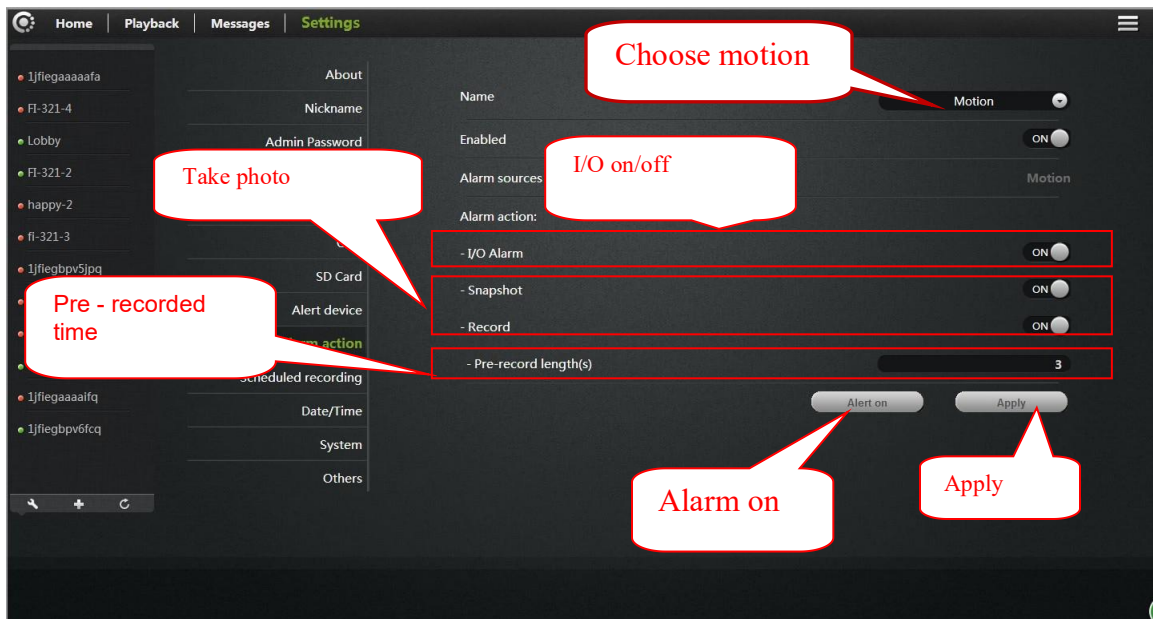 Home Playback Messages Settings
1jfiegaaaaafa
FI-321-4
Lobby
FI-321-2
happy-2
fi-321-3
1jfiegbpv5jpq
1jfiegaaaaifq
1jfiegbpv6fcq
About
Nickname
Admin Password
SD Card
Alert device
action
scheduled recording
Date/Time
System
Others
Choose motion
Name Motion
Enabled ON
I/O on/off
Alarm sources Motion
Take photo
Alarm action:
- I/O Alarm ON
- Snapshot ON
- Record ON
Pre - recorded
time
- Pre-record length(s) 3
Alert on Apply
Alarm on
Apply